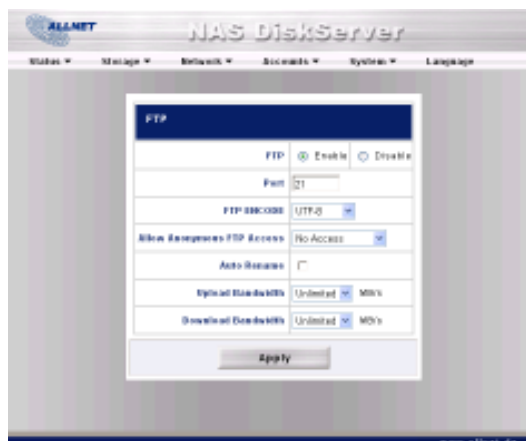 ALLNET
NAS DiskServer
Status Storage Network Accounts System Language
FTP
FTP Enable Disable
Port 21
FTP ENCODE UTF-8
Allow Anonymous FTP Access No Access
Auto Rename
Upload Bandwidth Unlimited MB/s
Download Bandwidth Unlimited MB/s
Apply